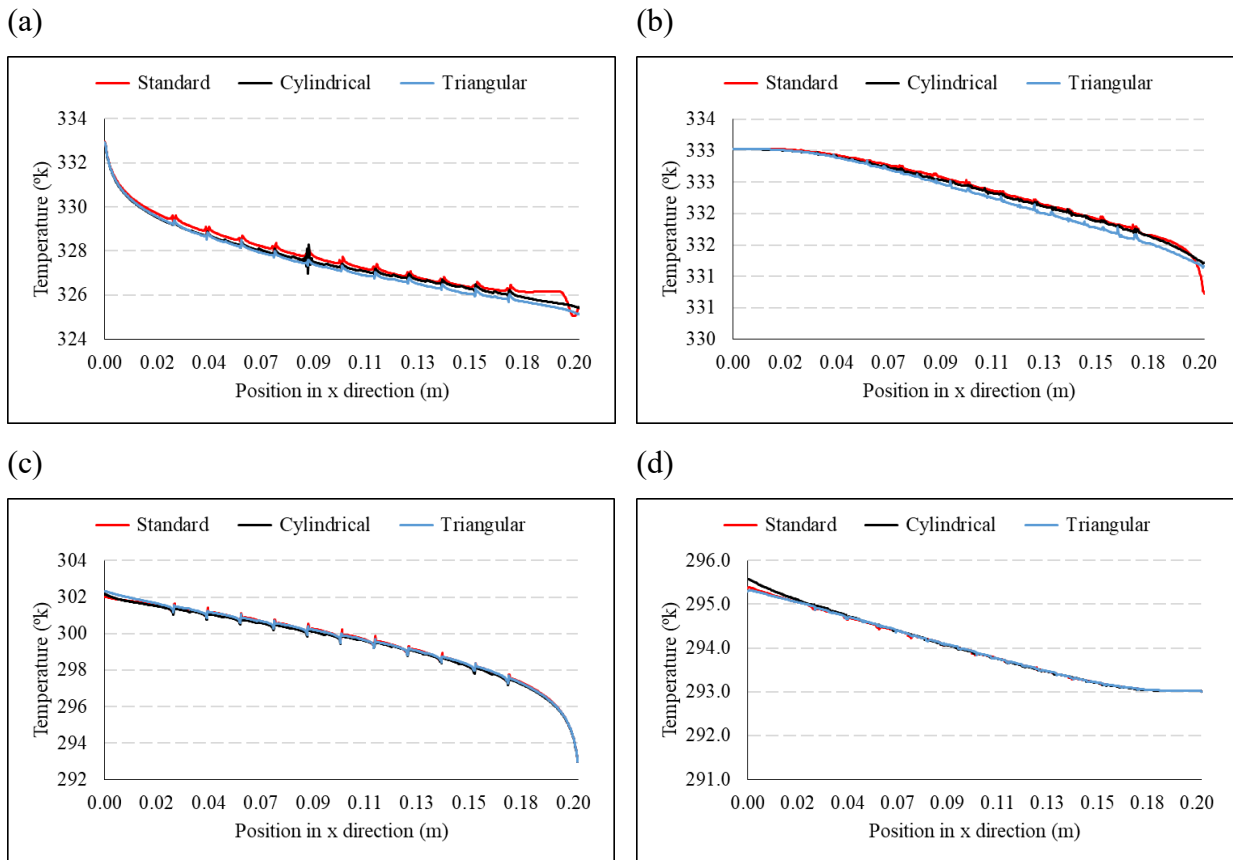 (a)
Standard Cylindrical Triangular
334
332
330
328
326
324
Temperature (ºk)
0.00 0.02 0.04 0.07 0.09 0.11 0.13 0.15 0.18 0.20
Position in x direction (m)
(b)
Standard Cylindrical Triangular
334
333
333
332
332
331
331
330
Temperature (ºk)
0.00 0.02 0.04 0.07 0.09 0.11 0.13 0.15 0.18 0.20
Position in x direction (m)
(c)
Standard Cylindrical Triangular
304
302
300
298
296
294
292
Temperature (ºk)
0.00 0.02 0.04 0.07 0.09 0.11 0.13 0.15 0.18 0.20
Position in x direction (m)
(d)
Standard Cylindrical Triangular
296.0
295.0
294.0
293.0
292.0
291.0
Temperature (ºk)
0.00 0.02 0.04 0.07 0.09 0.11 0.13 0.15 0.18 0.20
Position in x direction (m)